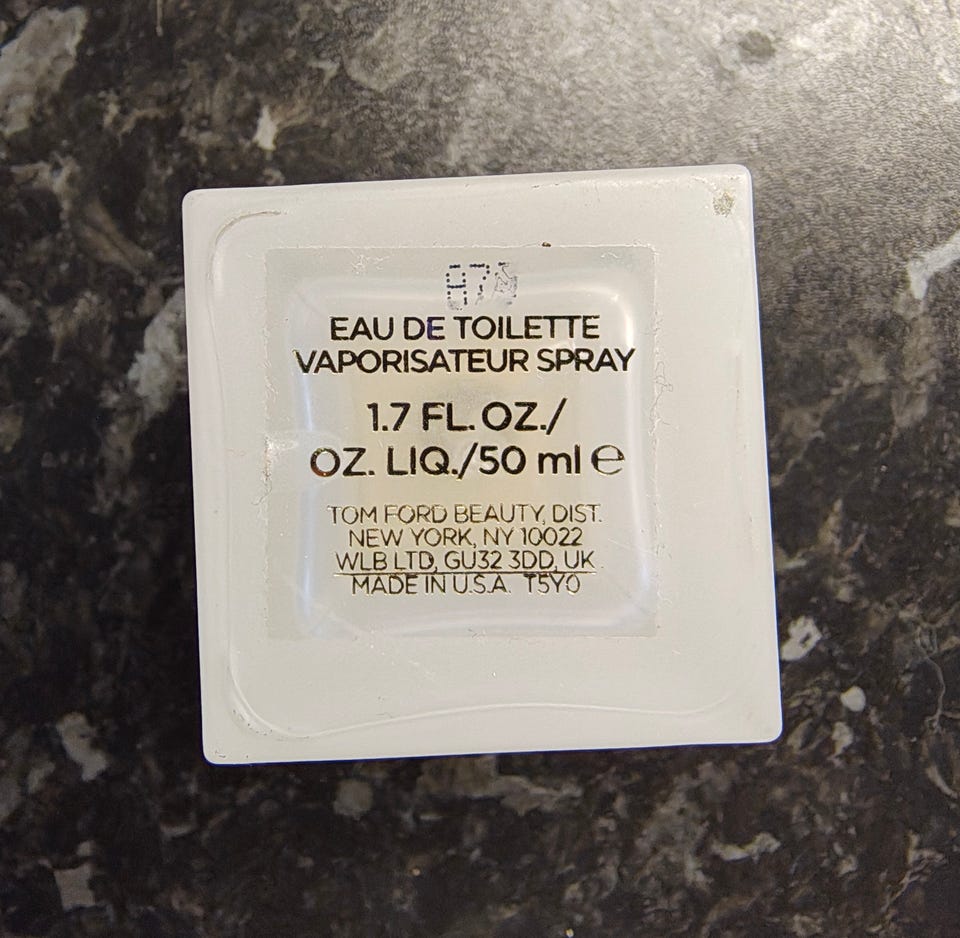 EAU DE TOILETTE
VAPORISATEUR SPRAY
1.7 FL. OZ./
OZ. LIQ./50 ml ℮
TOM FORD BEAUTY, DIST.
NEW YORK, NY 10022
WLB LTD, GU32 3DD, UK
MADE IN U.S.A. T5Y0